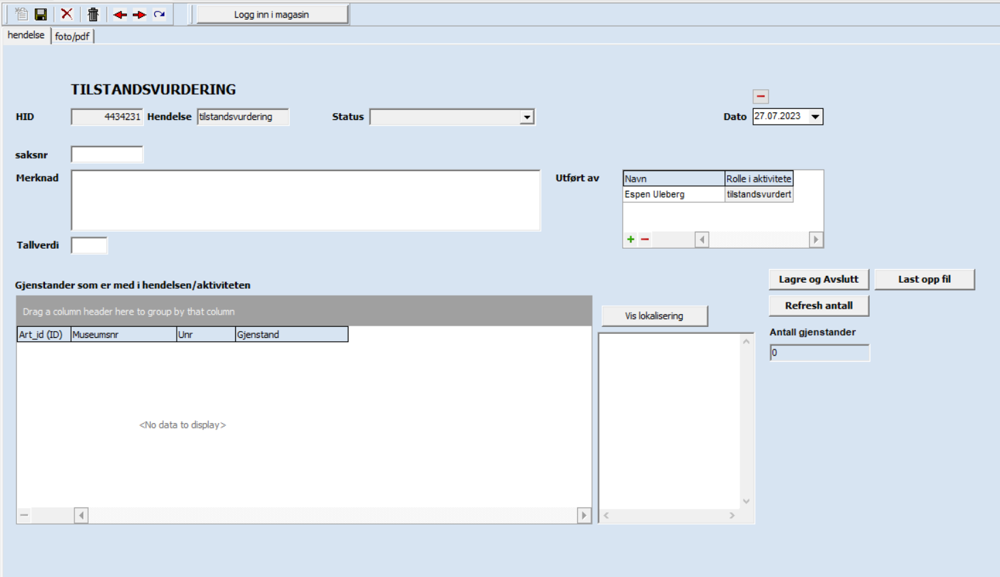 Logg inn i magasin
hendelse foto/pdf
TILSTANDSVURDERING
HID 4434231 Hendelse tilstandsvurdering Status Dato 27.07.2023
saksnr
Merknad Utført av Navn Rolle i aktivitete
Espen Uleberg tilstandsvurdert
Tallverdi
Gjenstander som er med i hendelsen/aktiviteten Lagre og Avslutt Last opp fil
Drag a column header here to group by that column Vis lokalisering Refresh antall
Art_id (ID) Museumsnr Unr Gjenstand Antall gjenstander
0
<No data to display>